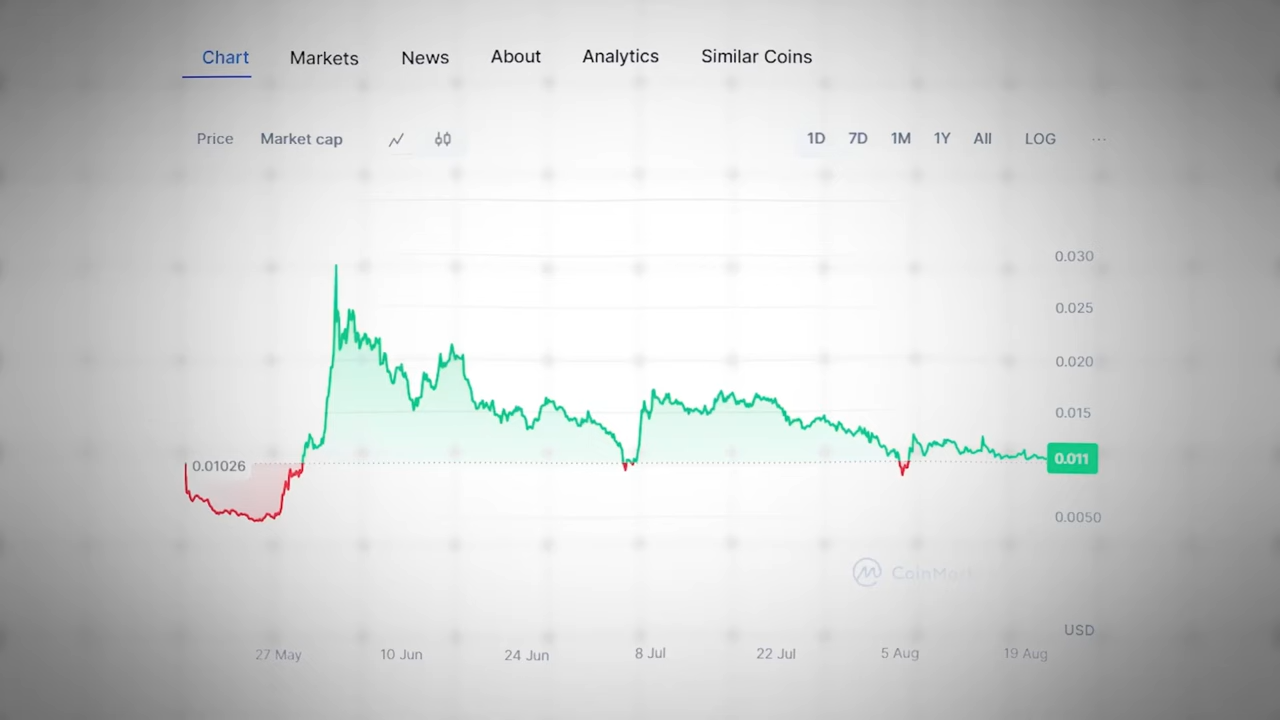 Chart Markets News About Analytics Similar Coins
Price Market cap 1D 7D 1M 1Y All LOG ...
0.030
0.025
0.020
0.015
0.01026
0.011
0.0050
USD
27 May 10 Jun 24 Jun 8 Jul 22 Jul 5 Aug 19 Aug